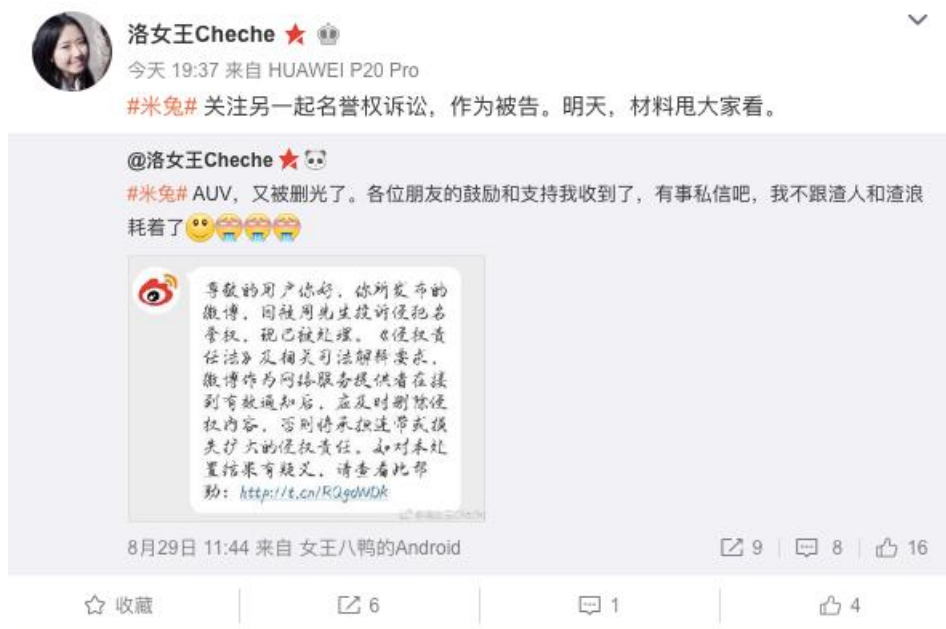 洛女王Cheche
今天 19:37 来自 HUAWEI P20 Pro
#米兔# 关注另一起名誉权诉讼，作为被告。明天，材料甩大家看。
@洛女王Cheche
#米兔# AUV，又被删光了。各位朋友的鼓励和支持我收到了，有事私信吧，我不跟渣人和渣浪
耗着了
尊敬的用户你好，你所发布的
微博，因被周先生投诉侵犯名
誉权，现已被处理。《侵权责
任法》及相关司法解释要求，
微博作为网络服务提供者在接
到有效通知后，应及时删除侵
权内容，否则将承担连带或损
失扩大的侵权责任。如对本处
置结果有疑义，请查看此帮
助：http://t.cn/RQgdWDk
@洛女王Cheche
8月29日 11:44 来自 女王八鸭的Android
9 8 16
收藏 6 1 4